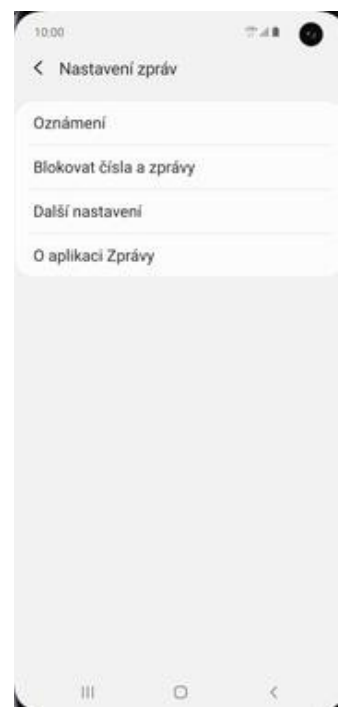 10:00
Nastavení zpráv
Oznámení
Blokovat čísla a zprávy
Další nastavení
O aplikaci Zprávy